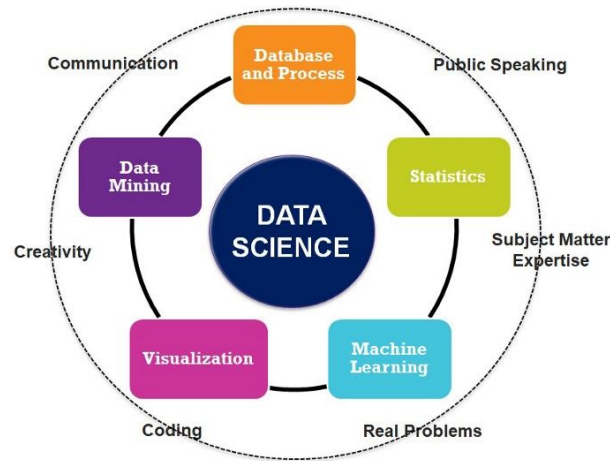 Communication
Database
and Process
Public Speaking
Data
Mining
Statistics
DATA
SCIENCE
Creativity
Subject Matter
Expertise
Visualization
Machine
Learning
Coding
Real Problems